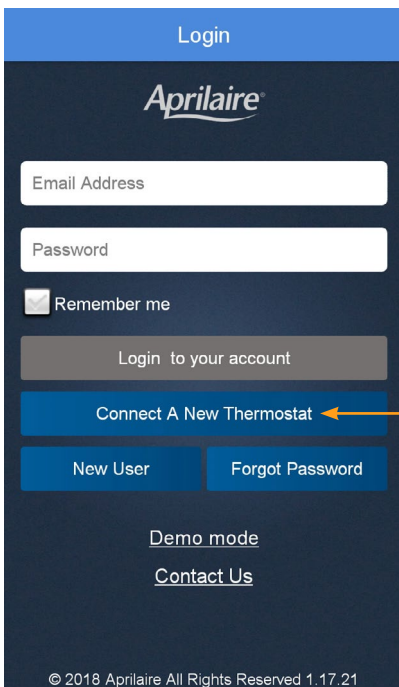 Login
Aprilaire®
Email Address
Password
Remember me
Login to your account
Connect A New Thermostat
New User Forgot Password
Demo mode
Contact Us
© 2018 Aprilaire All Rights Reserved 1.17.21